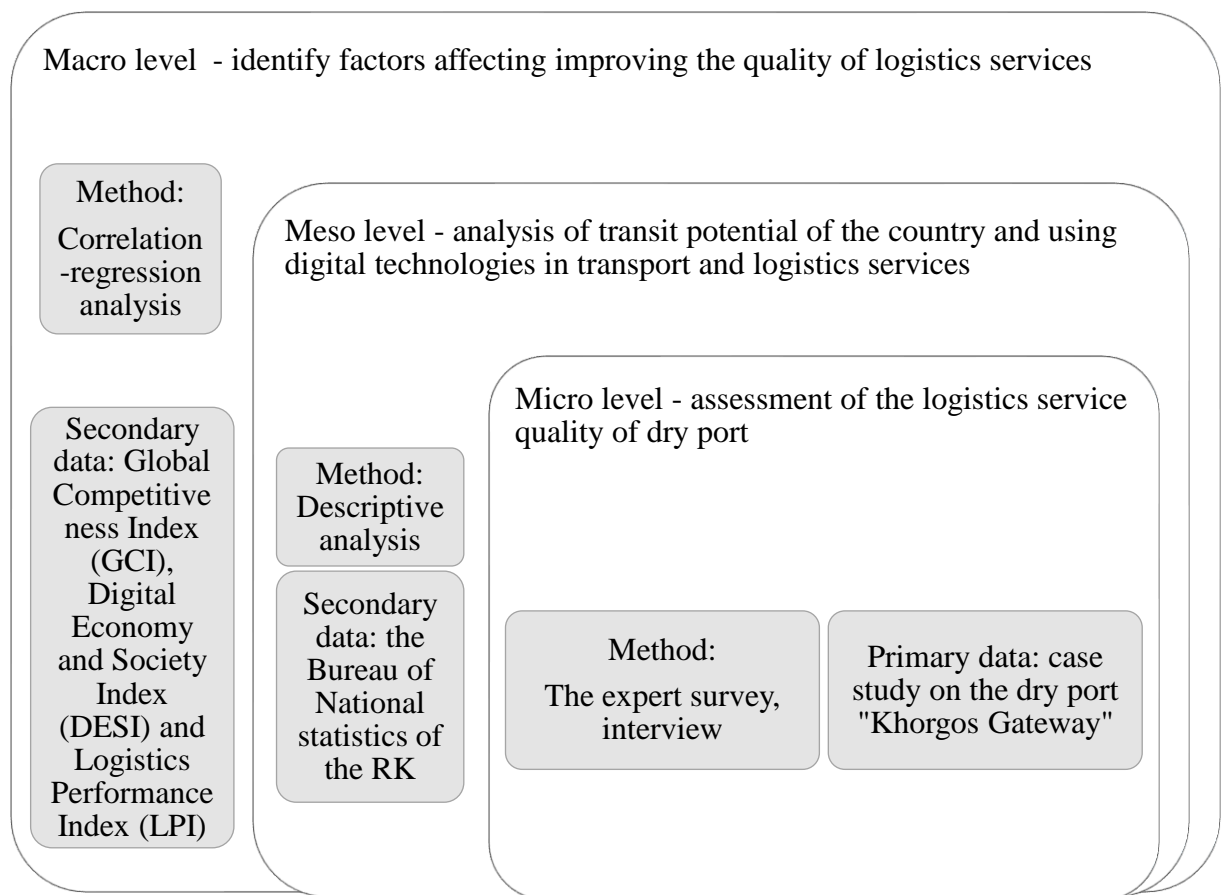 Macro level  - identify factors affecting improving the quality of logistics services
Method:
Correlation
-regression
analysis
Secondary
data: Global
Competitive
ness Index
(GCI),
Digital
Economy
and Society
Index
(DESI) and
Logistics
Performance
Index (LPI)
Meso level - analysis of transit potential of the country and using
digital technologies in transport and logistics services
Method:
Descriptive
analysis
Secondary
data: the
Bureau of
National
statistics of
the RK
Micro level - assessment of the logistics service
quality of dry port
Method:
The expert survey,
interview
Primary data: case
study on the dry port
"Khorgos Gateway"